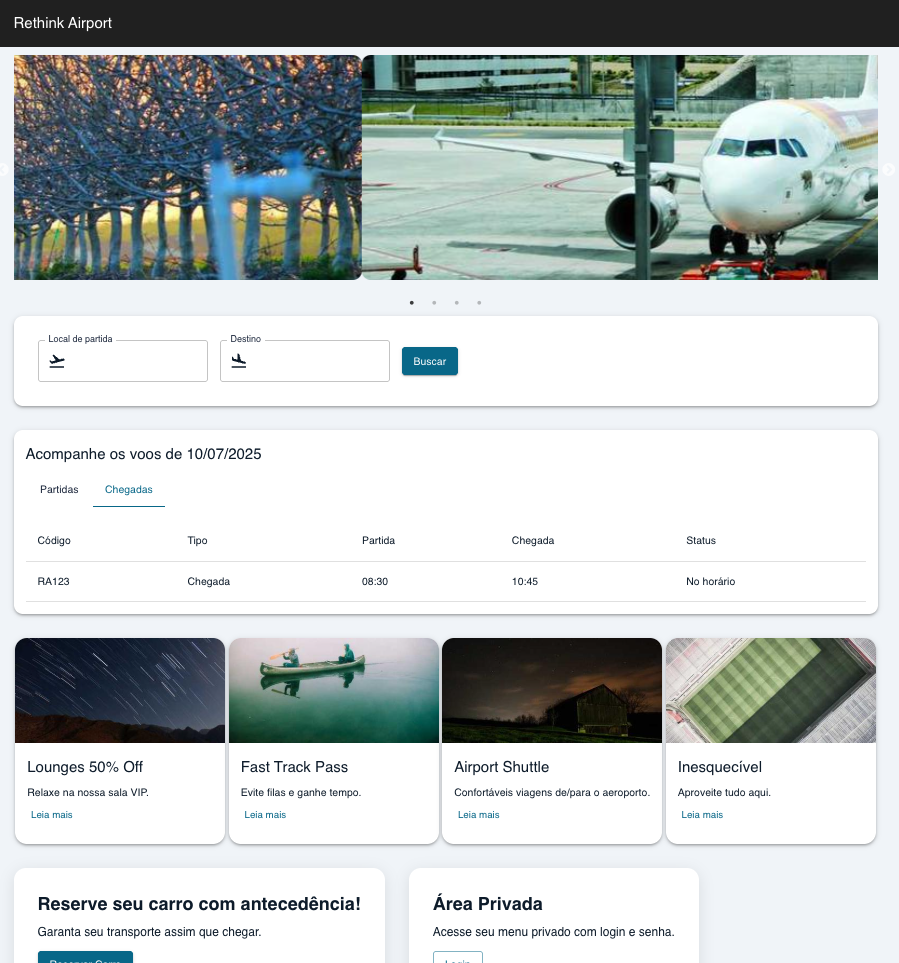 Rethink Airport
Local de partida
Destino
Buscar
Acompanhe os voos de 10/07/2025
Partidas Chegadas
Código Tipo Partida Chegada Status
RA123 Chegada 08:30 10:45 No horário
Lounges 50% Off
Relaxe na nossa sala VIP.
Leia mais
Fast Track Pass
Evite filas e ganhe tempo.
Leia mais
Airport Shuttle
Confortáveis viagens de/para o aeroporto.
Leia mais
Inesquecível
Aproveite tudo aqui.
Leia mais
Reserve seu carro com antecedência!
Garanta seu transporte assim que chegar.
Área Privada
Acesse seu menu privado com login e senha.